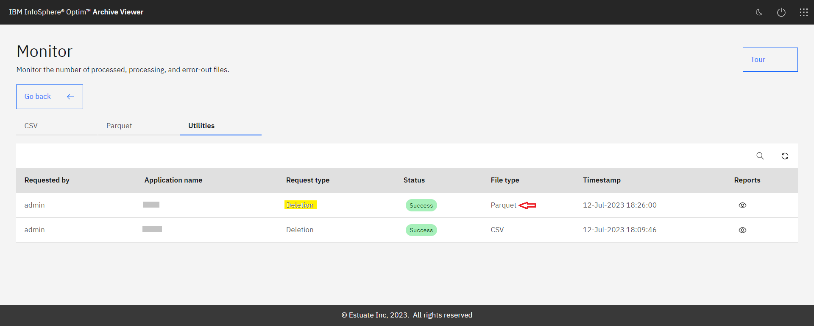 IBM InfoSphere® Optim™ Archive Viewer
Monitor
Monitor the number of processed, processing, and error-out files.
Tour
Go back
CSV Parquet Utilities
Requested by Application name Request type Status File type Timestamp Reports
admin Deletion Success Parquet 12-Jul-2023 18:26:00
admin Deletion Success CSV 12-Jul-2023 18:09:46
© Estuate Inc, 2023. All rights reserved